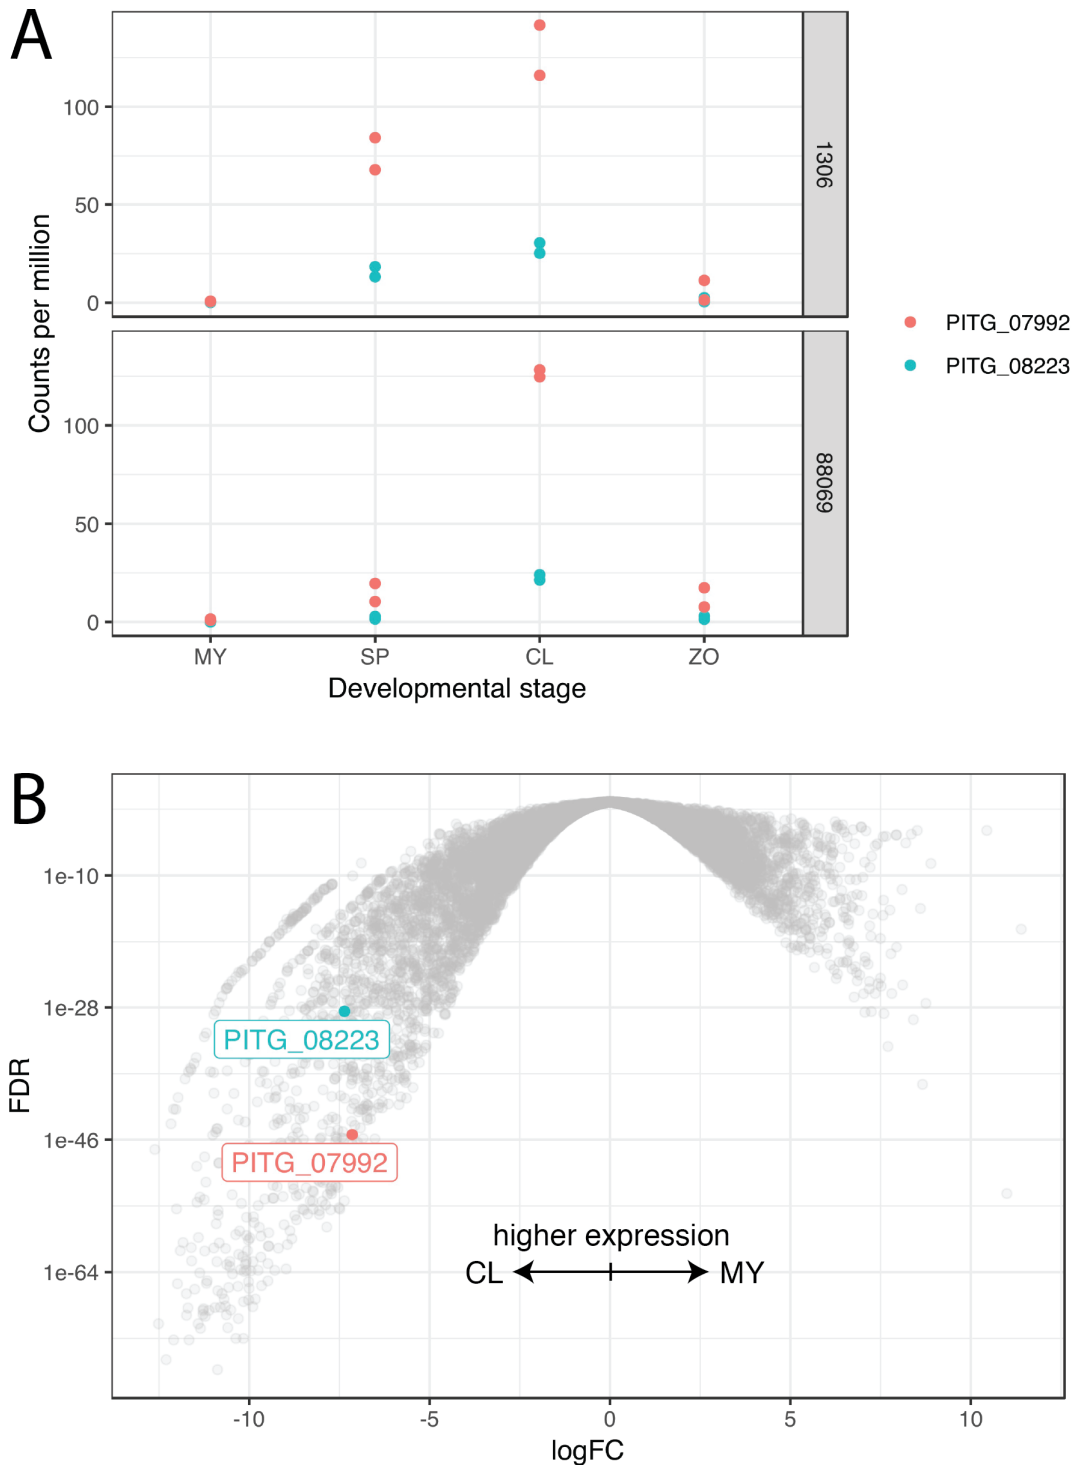 A
Counts per million
100
50
0
1306
100
50
0
88069
MY
SP
CL
ZO
Developmental stage
PITG_07992
PITG_08223
B
FDR
1e-10
1e-28
1e-46
1e-64
PITG_08223
PITG_07992
higher expression
CL
MY
-10
-5
0
5
10
logFC